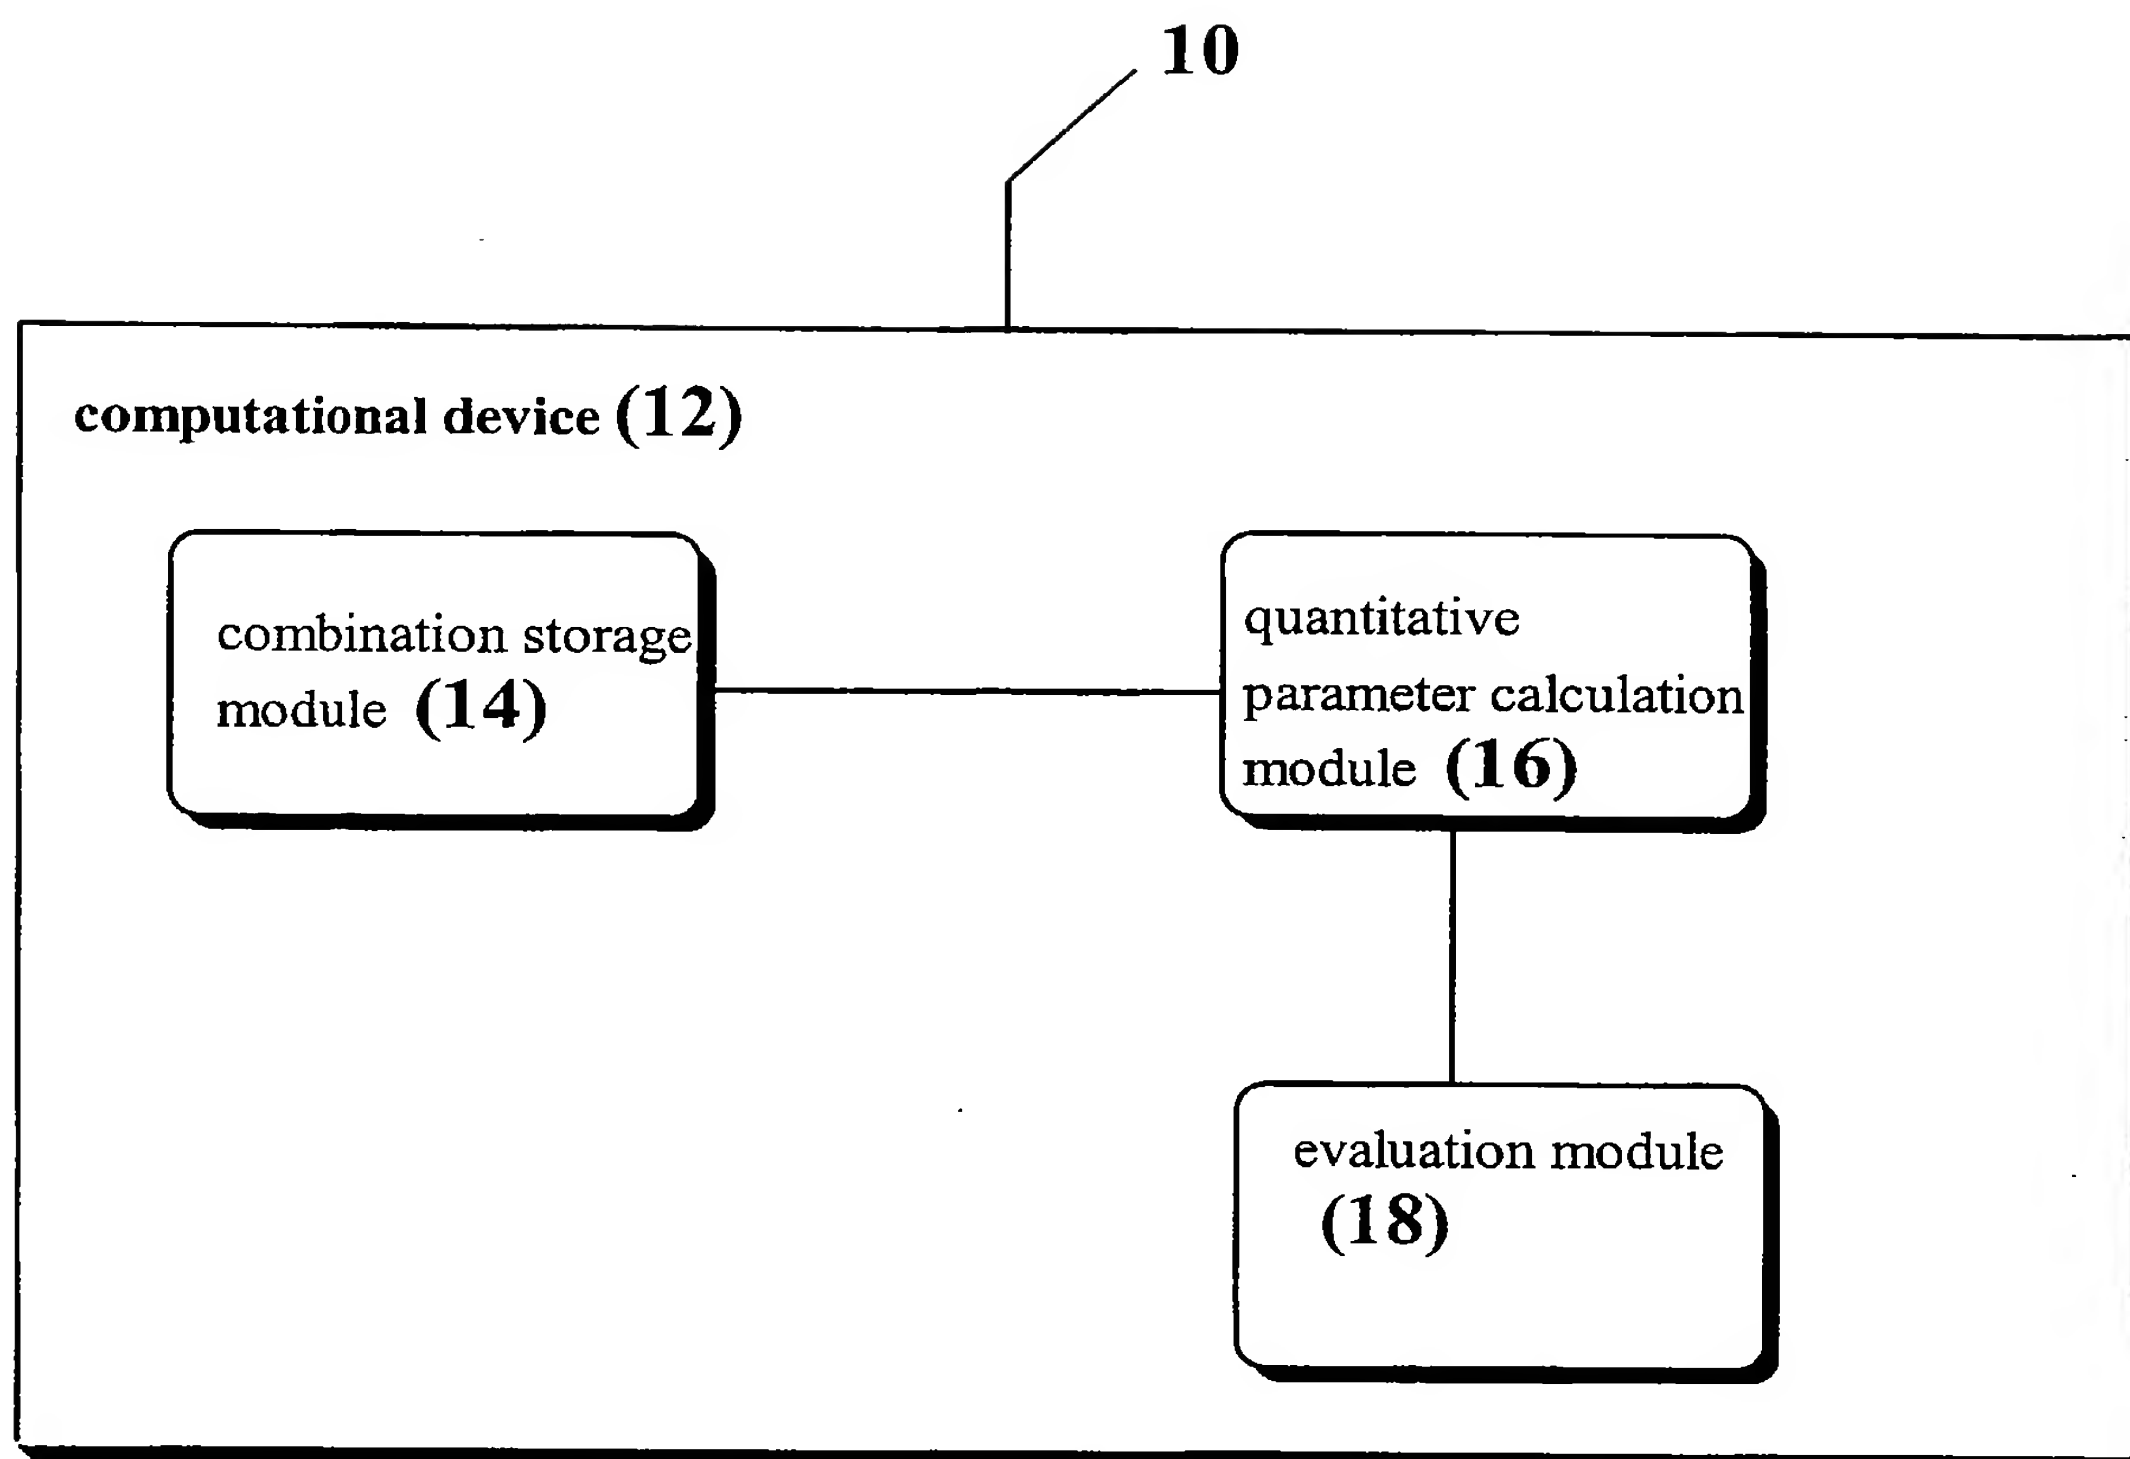 10
computational device (12)
combination storage
module (14)
quantitative
parameter calculation
module (16)
evaluation module
(18)